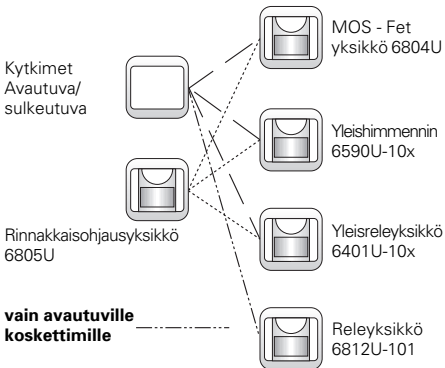 MOS - Fet
yksikkö 6804U
Kytkimet
Avautuva/
sulkeutuva
Yleishimmennin
6590U-10x
Rinnakkaisohjausyksikkö
6805U
Yleisreleyksikkö
6401U-10x
vain avautuville
koskettimille
Releyksikkö
6812U-101